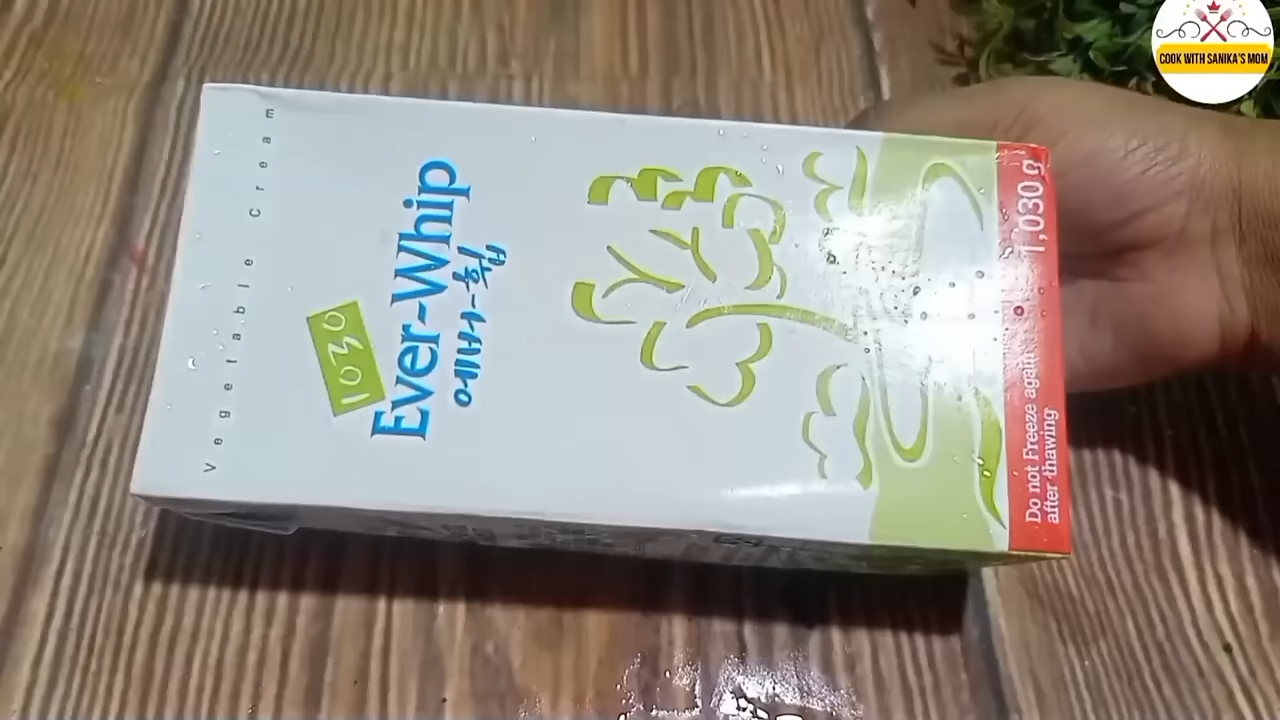 COOK WITH SANIKA'S MOM
Vegetable Cream
1030
Ever-Whip
에버-휩
1,030 g
Do not Freeze again
after thawing